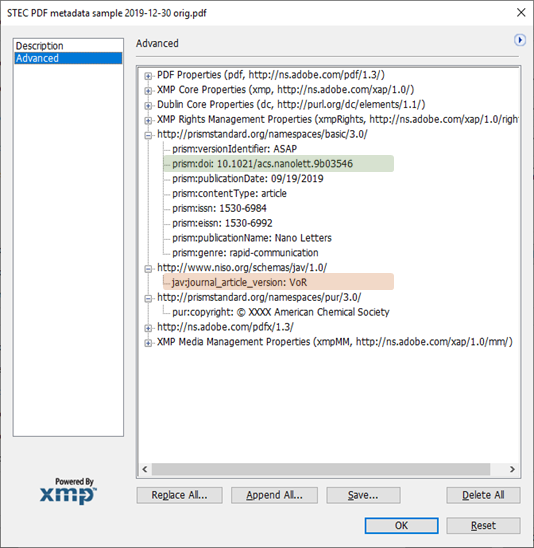 STEC PDF metadata sample 2019-12-30 orig.pdf
Description
Advanced
Advanced
PDF Properties (pdf, http://ns.adobe.com/pdf/1.3/)
XMP Core Properties (xmp, http://ns.adobe.com/xap/1.0/)
Dublin Core Properties (dc, http://purl.org/dc/elements/1.1/)
XMP Rights Management Properties (xmpRights, http://ns.adobe.com/xap/1.0/right
http://prismstandard.org/namespaces/basic/3.0/
prism:versionIdentifier: ASAP
prism:doi: 10.1021/acs.nanolett.9b03546
prism:publicationDate: 09/19/2019
prism:contentType: article
prism:issn: 1530-6984
prism:eissn: 1530-6992
prism:publicationName: Nano Letters
prism:genre: rapid-communication
http://www.niso.org/schemas/jav/1.0/
jav:journal_article_version: VoR
http://prismstandard.org/namespaces/pur/3.0/
pur:copyright: © XXXX American Chemical Society
http://ns.adobe.com/pdfx/1.3/
XMP Media Management Properties (xmpMM, http://ns.adobe.com/xap/1.0/mm/)
Powered By
xmp™
Replace All...
Append All...
Save...
Delete All
OK
Reset